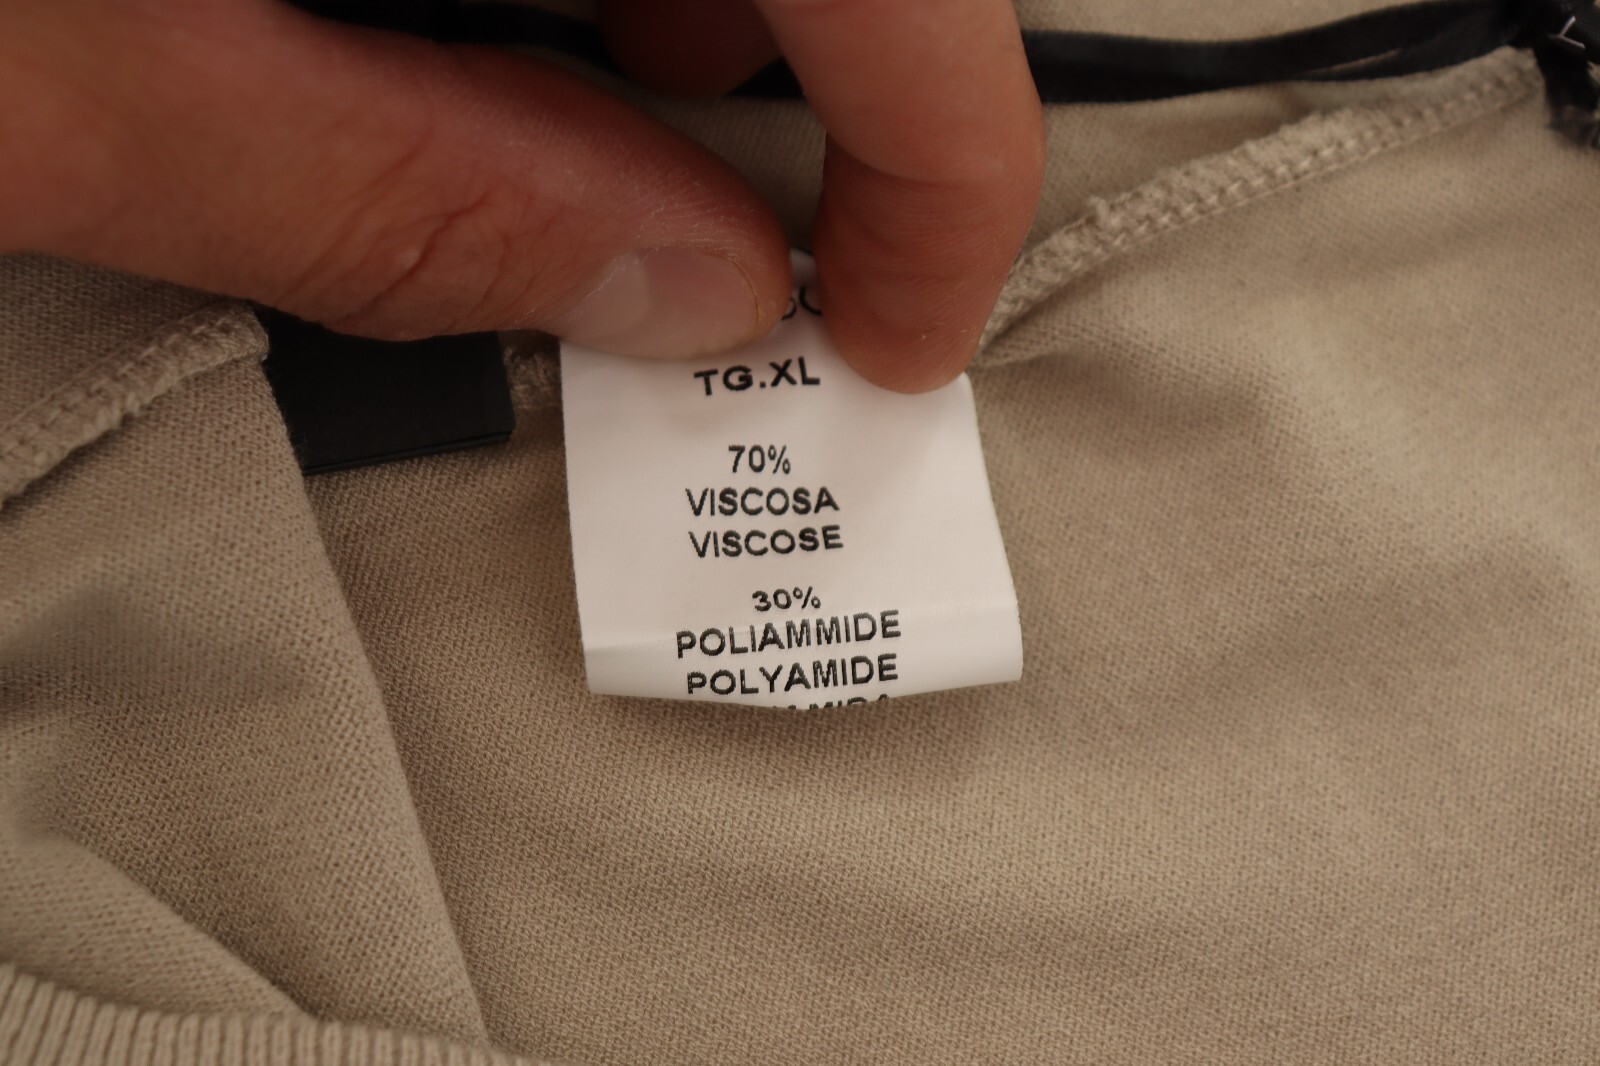 TG.XL
70%
VISCOSA
VISCOSE
30%
POLIAMMIDE
POLYAMIDE